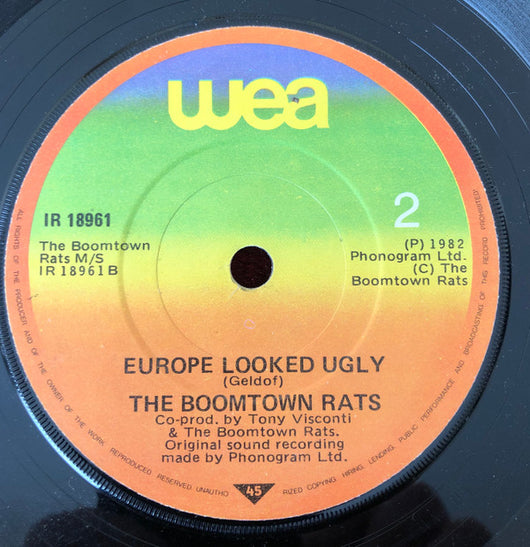 wea
2
IR 18961
The Boomtown
Rats M/S
IR 18961B
(P) 1982
Phonogram Ltd.
(C) The
Boomtown Rats
EUROPE LOOKED UGLY
(Geldof)
THE BOOMTOWN RATS
Co-prod. by Tony Visconti
& The Boomtown Rats.
Original sound recording
made by Phonogram Ltd.
45
ALL RIGHTS OF THE PRODUCER AND OF THE OWNER OF THE WORK REPRODUCED RESERVED UNAUTHO RIZED COPYING, HIRING, LENDING, PUBLIC PERFORMANCE AND BROADCASTING OF THIS RECORD PROHIBITED